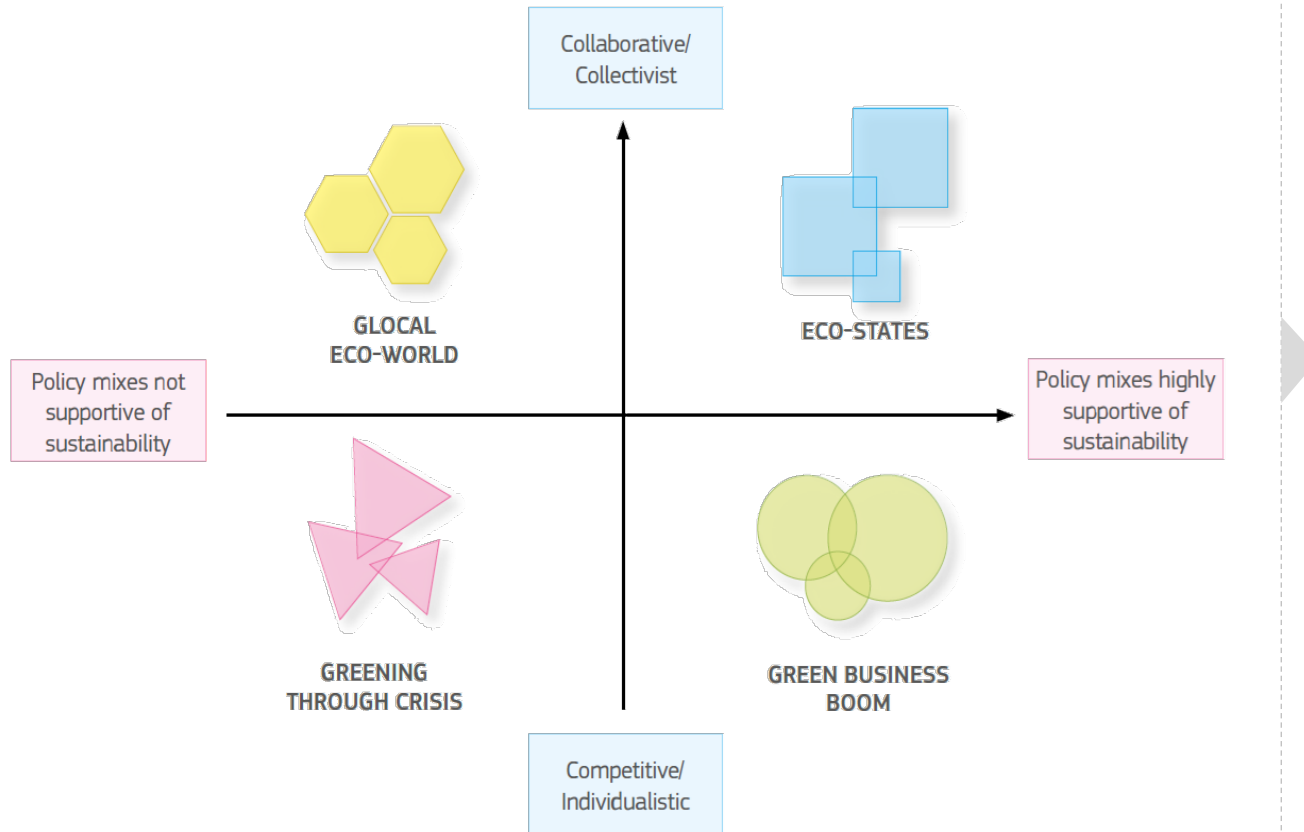 Collaborative/
Collectivist
GLOCAL
ECO-WORLD
ECO-STATES
Policy mixes not
supportive of
sustainability
Policy mixes highly
supportive of
sustainability
GREENING
THROUGH CRISIS
GREEN BUSINESS
BOOM
Competitive/
Individualistic